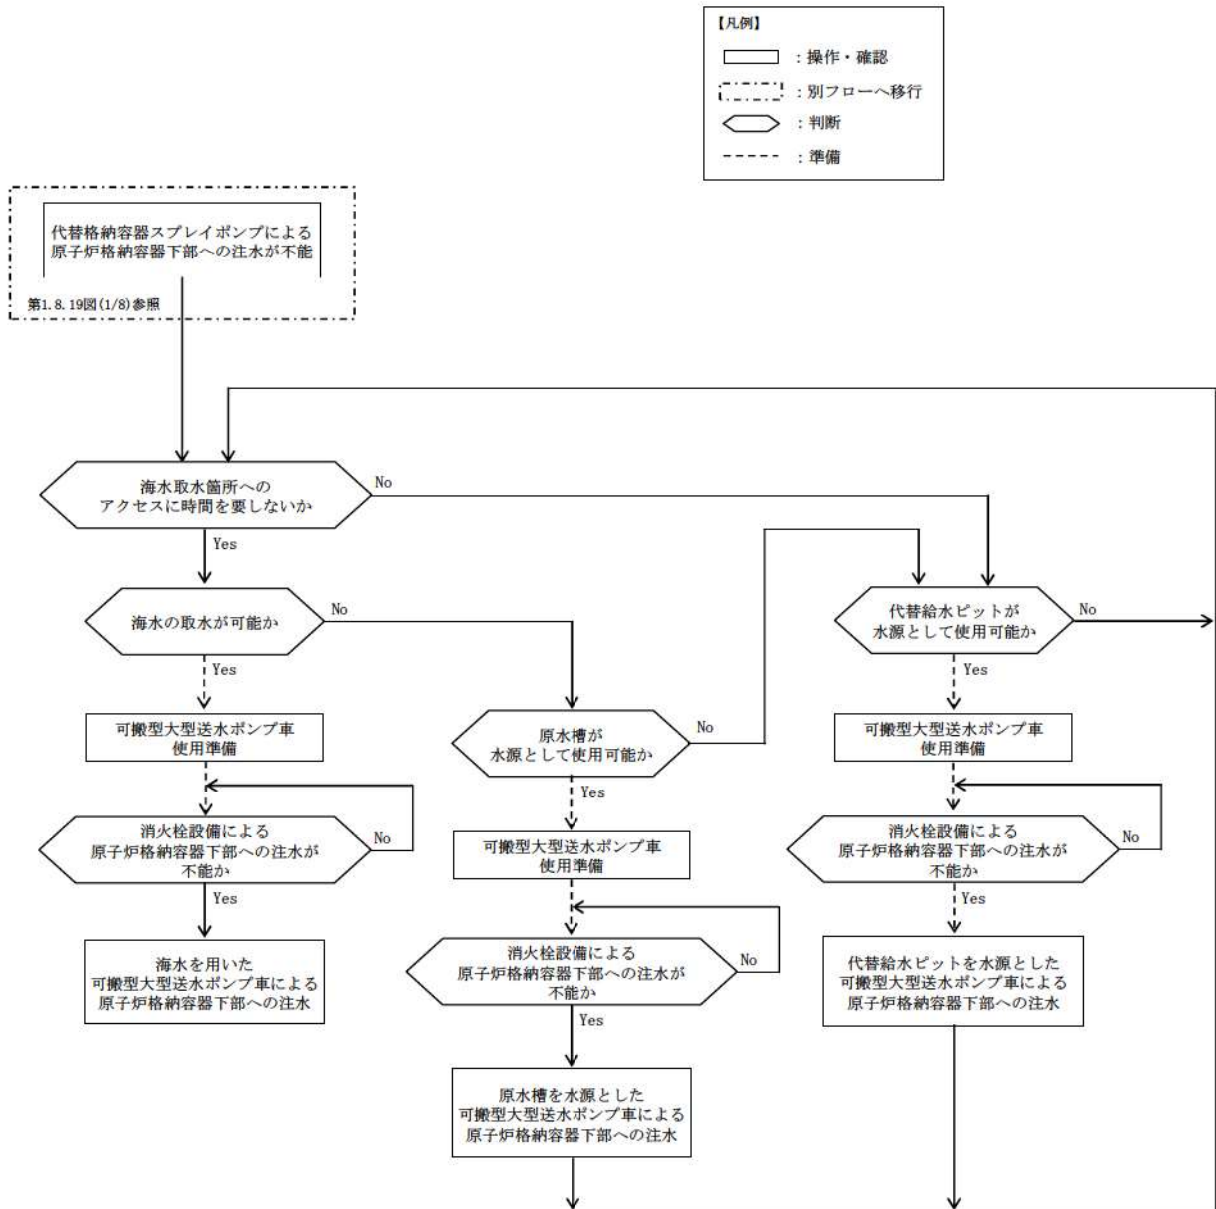 【凡例】
：操作・確認
：別フローへ移行
：判断
：準備
代替格納容器スプレイポンプによる
原子炉格納容器下部への注水が不能
第1.8.19図(1/8)参照
海水取水箇所への
アクセスに時間を要しないか
No
Yes
海水の取水が可能か
No
Yes
代替給水ピットが
水源として使用可能か
No
Yes
可搬型大型送水ポンプ車
使用準備
原水槽が
水源として使用可能か
No
Yes
可搬型大型送水ポンプ車
使用準備
消火栓設備による
原子炉格納容器下部への注水が
不能か
No
Yes
可搬型大型送水ポンプ車
使用準備
消火栓設備による
原子炉格納容器下部への注水が
不能か
No
Yes
海水を用いた
可搬型大型送水ポンプ車による
原子炉格納容器下部への注水
消火栓設備による
原子炉格納容器下部への注水が
不能か
No
Yes
代替給水ピットを水源とした
可搬型大型送水ポンプ車による
原子炉格納容器下部への注水
原水槽を水源とした
可搬型大型送水ポンプ車による
原子炉格納容器下部への注水